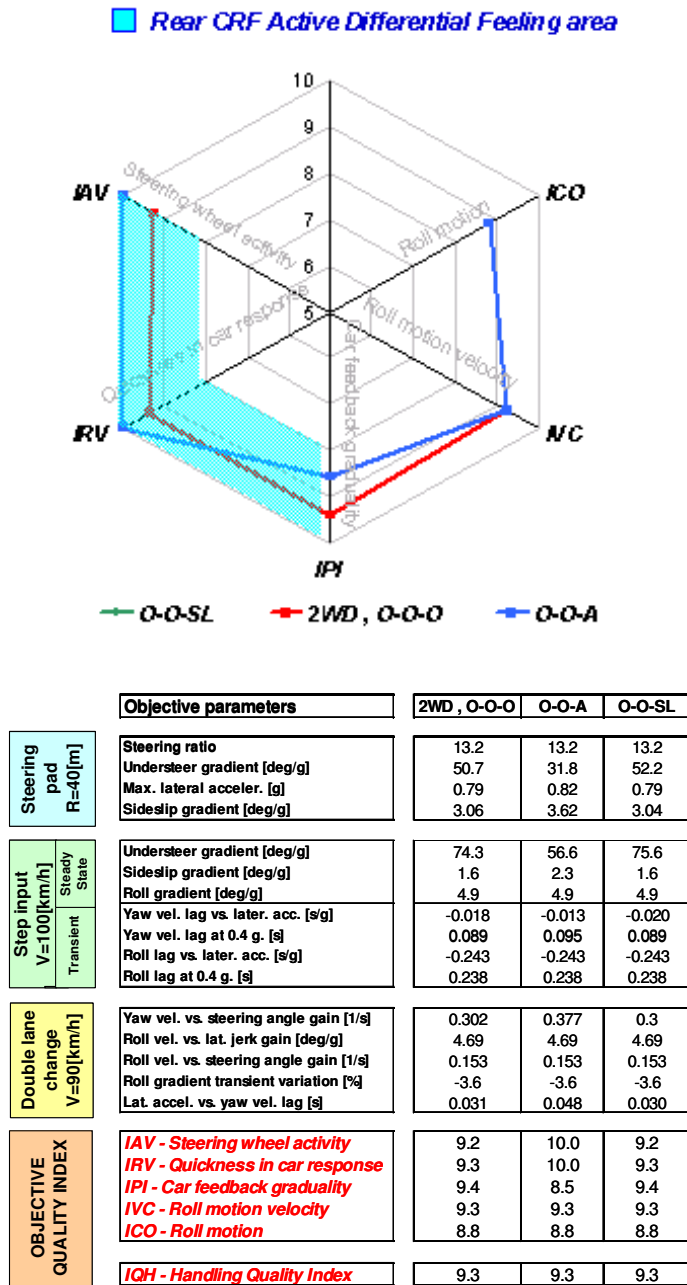 Rear CRF Active Differential Feeling area
10
9
8
7
6
5
IAV
ICO
IRV
IVC
IPI
Steering wheel activity
Roll motion
Quickness in car response
Roll motion velocity
Car feedback graduality
O-O-SL 2WD , O-O-O O-O-A
Objective parameters 2WD , O-O-O O-O-A O-O-SL
Steering pad R=40[m]
Steering ratio 13.2 13.2 13.2
Understeer gradient [deg/g] 50.7 31.8 52.2
Max. lateral acceler. [g] 0.79 0.82 0.79
Sideslip gradient [deg/g] 3.06 3.62 3.04
Step input V=100[km/h]
Steady State
Understeer gradient [deg/g] 74.3 56.6 75.6
Sideslip gradient [deg/g] 1.6 2.3 1.6
Roll gradient [deg/g] 4.9 4.9 4.9
Transient
Yaw vel. lag vs. later. acc. [s/g] -0.018 -0.013 -0.020
Yaw vel. lag at 0.4 g. [s] 0.089 0.095 0.089
Roll lag vs. later. acc. [s/g] -0.243 -0.243 -0.243
Roll lag at 0.4 g. [s] 0.238 0.238 0.238
Double lane change V=90[km/h]
Yaw vel. vs. steering angle gain [1/s] 0.302 0.377 0.3
Roll vel. vs. lat. jerk gain [deg/g] 4.69 4.69 4.69
Roll vel. vs. steering angle gain [1/s] 0.153 0.153 0.153
Roll gradient transient variation [%] -3.6 -3.6 -3.6
Lat. accel. vs. yaw vel. lag [s] 0.031 0.048 0.030
OBJECTIVE QUALITY INDEX
IAV - Steering wheel activity 9.2 10.0 9.2
IRV - Quickness in car response 9.3 10.0 9.3
IPI - Car feedback graduality 9.4 8.5 9.4
IVC - Roll motion velocity 9.3 9.3 9.3
ICO - Roll motion 8.8 8.8 8.8
IQH - Handling Quality Index 9.3 9.3 9.3